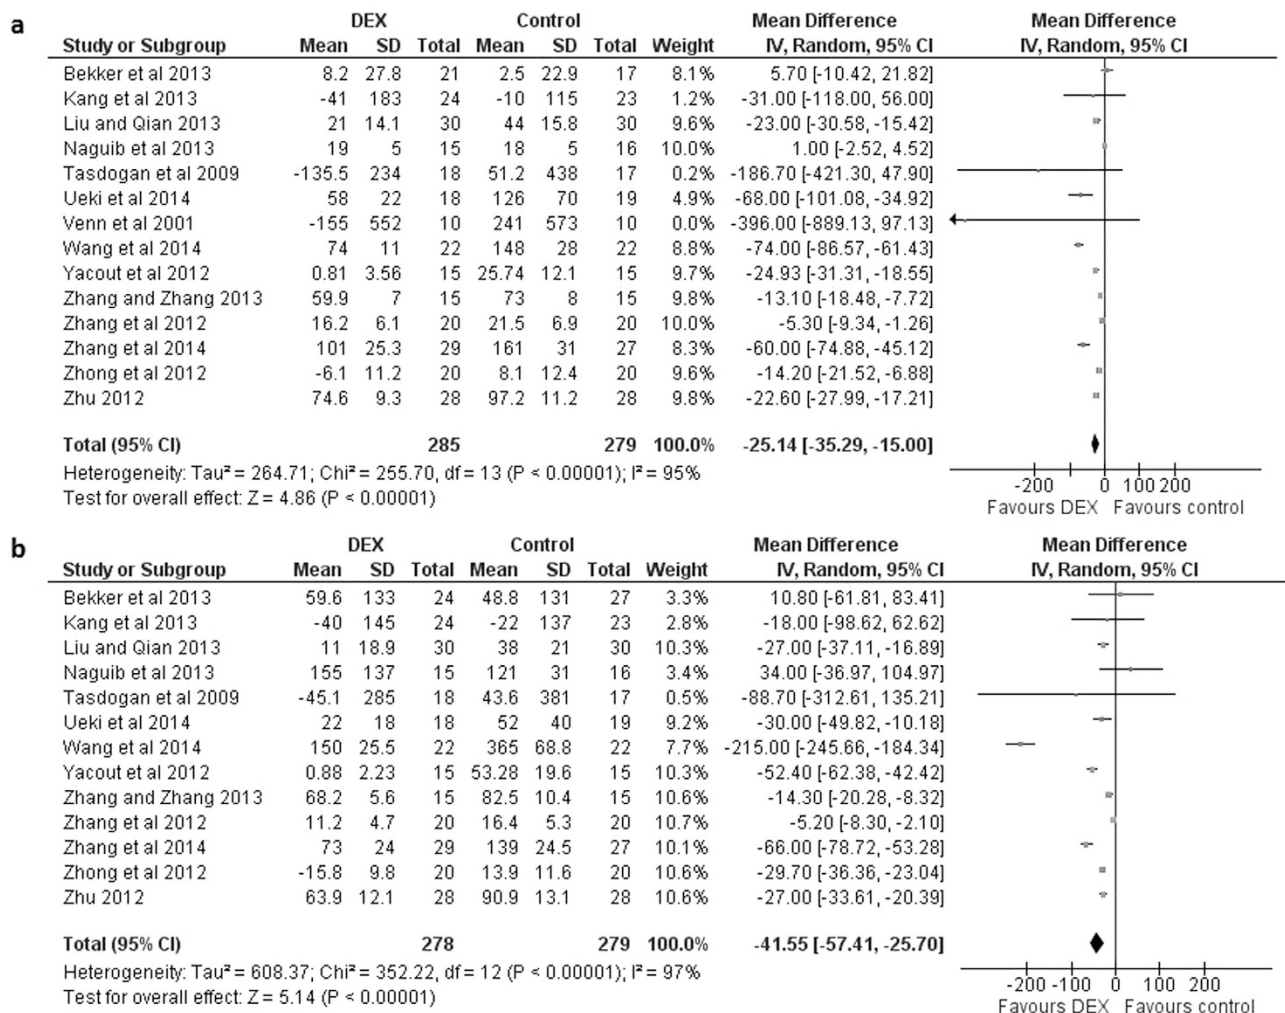 a
DEX Control Mean Difference Mean Difference
Study or Subgroup Mean SD Total Mean SD Total Weight IV, Random, 95% CI IV, Random, 95% CI
Bekker et al 2013 8.2 27.8 21 2.5 22.9 17 8.1% 5.70 [-10.42, 21.82]
Kang et al 2013 -41 183 24 -10 115 23 1.2% -31.00 [-118.00, 56.00]
Liu and Qian 2013 21 14.1 30 44 15.8 30 9.6% -23.00 [-30.58, -15.42]
Naguib et al 2013 19 5 15 18 5 16 10.0% 1.00 [-2.52, 4.52]
Tasdogan et al 2009 -135.5 234 18 51.2 438 17 0.2% -186.70 [-421.30, 47.90]
Ueki et al 2014 58 22 18 126 70 19 4.9% -68.00 [-101.08, -34.92]
Venn et al 2001 -155 552 10 241 573 10 0.0% -396.00 [-889.13, 97.13]
Wang et al 2014 74 11 22 148 28 22 8.8% -74.00 [-86.57, -61.43]
Yacout et al 2012 0.81 3.56 15 25.74 12.1 15 9.7% -24.93 [-31.31, -18.55]
Zhang and Zhang 2013 59.9 7 15 73 8 15 9.8% -13.10 [-18.48, -7.72]
Zhang et al 2012 16.2 6.1 20 21.5 6.9 20 10.0% -5.30 [-9.34, -1.26]
Zhang et al 2014 101 25.3 29 161 31 27 8.3% -60.00 [-74.88, -45.12]
Zhong et al 2012 -6.1 11.2 20 8.1 12.4 20 9.6% -14.20 [-21.52, -6.88]
Zhu 2012 74.6 9.3 28 97.2 11.2 28 9.8% -22.60 [-27.99, -17.21]
Total (95% CI) 285 279 100.0% -25.14 [-35.29, -15.00]
Heterogeneity: Tau² = 264.71; Chi² = 255.70, df = 13 (P < 0.00001); I² = 95%
Test for overall effect: Z = 4.86 (P < 0.00001)
-200 0 100 200
Favours DEX Favours control
b
DEX Control Mean Difference Mean Difference
Study or Subgroup Mean SD Total Mean SD Total Weight IV, Random, 95% CI IV, Random, 95% CI
Bekker et al 2013 59.6 133 24 48.8 131 27 3.3% 10.80 [-61.81, 83.41]
Kang et al 2013 -40 145 24 -22 137 23 2.8% -18.00 [-98.62, 62.62]
Liu and Qian 2013 11 18.9 30 38 21 30 10.3% -27.00 [-37.11, -16.89]
Naguib et al 2013 155 137 15 121 31 16 3.4% 34.00 [-36.97, 104.97]
Tasdogan et al 2009 -45.1 285 18 43.6 381 17 0.5% -88.70 [-312.61, 135.21]
Ueki et al 2014 22 18 18 52 40 19 9.2% -30.00 [-49.82, -10.18]
Wang et al 2014 150 25.5 22 365 68.8 22 7.7% -215.00 [-245.66, -184.34]
Yacout et al 2012 0.88 2.23 15 53.28 19.6 15 10.3% -52.40 [-62.38, -42.42]
Zhang and Zhang 2013 68.2 5.6 15 82.5 10.4 15 10.6% -14.30 [-20.28, -8.32]
Zhang et al 2012 11.2 4.7 20 16.4 5.3 20 10.7% -5.20 [-8.30, -2.10]
Zhang et al 2014 73 24 29 139 24.5 27 10.1% -66.00 [-78.72, -53.28]
Zhong et al 2012 -15.8 9.8 20 13.9 11.6 20 10.6% -29.70 [-36.36, -23.04]
Zhu 2012 63.9 12.1 28 90.9 13.1 28 10.6% -27.00 [-33.61, -20.39]
Total (95% CI) 278 279 100.0% -41.55 [-57.41, -25.70]
Heterogeneity: Tau² = 608.37; Chi² = 352.22, df = 12 (P < 0.00001); I² = 97%
Test for overall effect: Z = 5.14 (P < 0.00001)
-200 -100 0 100 200
Favours DEX Favours control